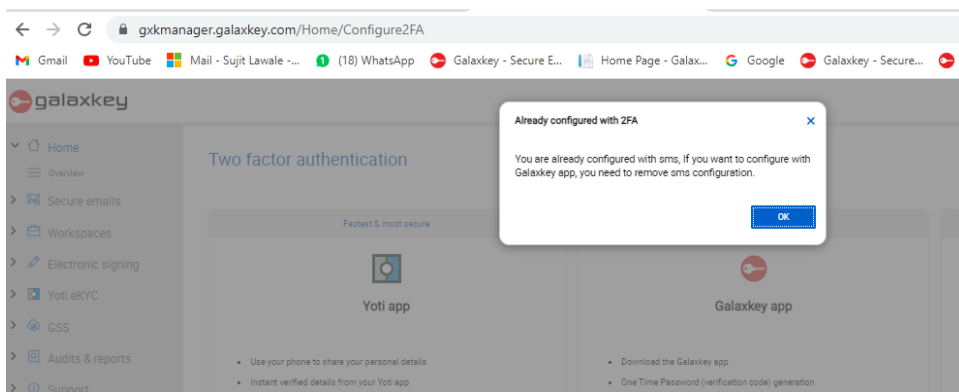 gxkmanager.galaxkey.com/Home/Configure2FA
Gmail YouTube Mail - Sujit Lawale -... (18) WhatsApp Galaxkey - Secure E... Home Page - Galax... Google Galaxkey - Secure...
galaxkey
Home
Overview
Secure emails
Workspaces
Electronic signing
Yoti eKYC
GSS
Audits & reports
Support
Two factor authentication
Already configured with 2FA
You are already configured with sms, If you want to configure with
Galaxkey app, you need to remove sms configuration.
OK
Fastest & most secure
Yoti app
Use your phone to share your personal details
Instant verified details from your Yoti app
Galaxkey app
Download the Galaxkey app
One Time Password (verification code) generation